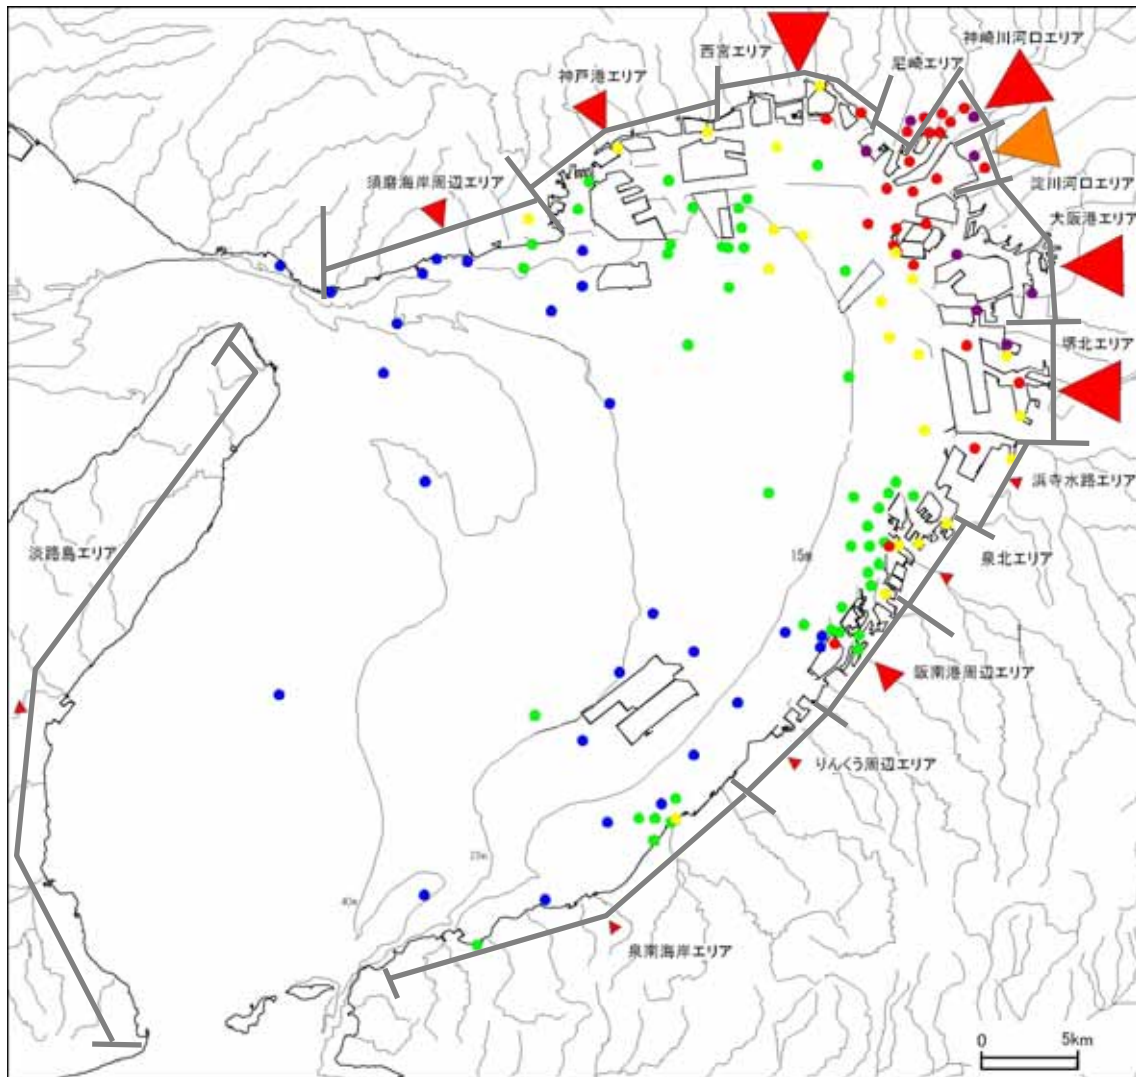 神崎川河口エリア
西宮エリア
尼崎エリア
神戸港エリア
須磨海岸周辺エリア
淀川河口エリア
大阪港エリア
堺北エリア
浜寺水路エリア
淡路島エリア
15m
泉北エリア
阪南港周辺エリア
りんくう周辺エリア
泉南海岸エリア
0 5km